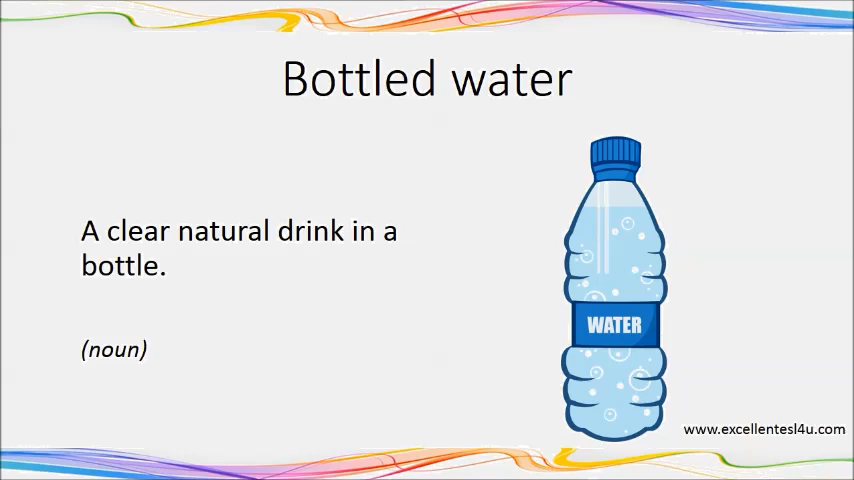 Bottled water
A clear natural drink in a
bottle.
(noun)
WATER
www.excellentesl4u.com